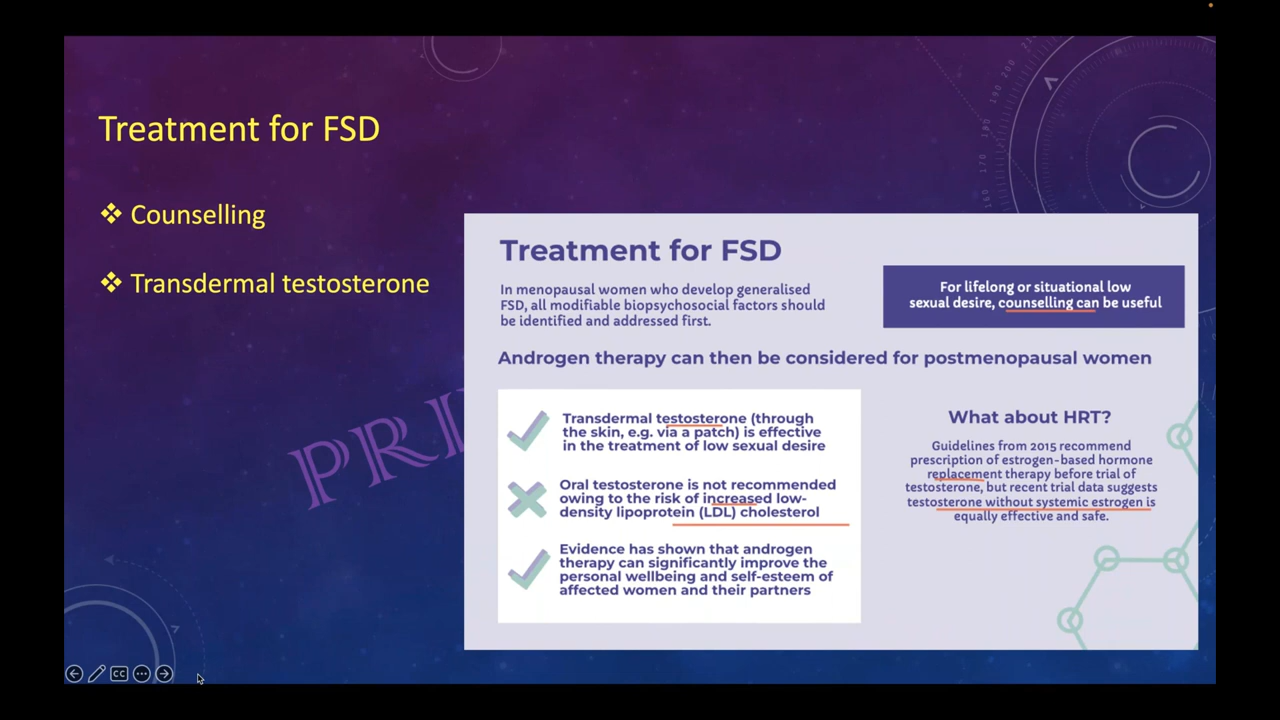 Treatment for FSD
❖ Counselling
❖ Transdermal testosterone
PRI
Treatment for FSD
In menopausal women who develop generalised
FSD, all modifiable biopsychosocial factors should
be identified and addressed first.
For lifelong or situational low
sexual desire, counselling can be useful
Androgen therapy can then be considered for postmenopausal women
Transdermal testosterone (through
the skin, e.g. via a patch) is effective
in the treatment of low sexual desire
Oral testosterone is not recommended
owing to the risk of increased low-
density lipoprotein (LDL) cholesterol
Evidence has shown that androgen
therapy can significantly improve the
personal wellbeing and self-esteem of
affected women and their partners
What about HRT?
Guidelines from 2015 recommend
prescription of estrogen-based hormone
replacement therapy before trial of
testosterone, but recent trial data suggests
testosterone without systemic estrogen is
equally effective and safe.
200
190
170
160
CC